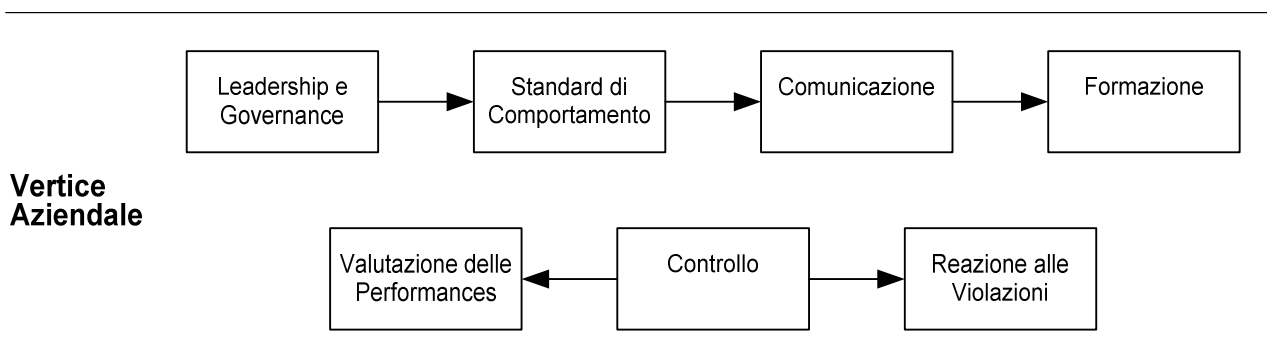 Leadership e
Governance
Standard di
Comportamento
Comunicazione
Formazione
Vertice
Aziendale
Valutazione delle
Performances
Controllo
Reazione alle
Violazioni